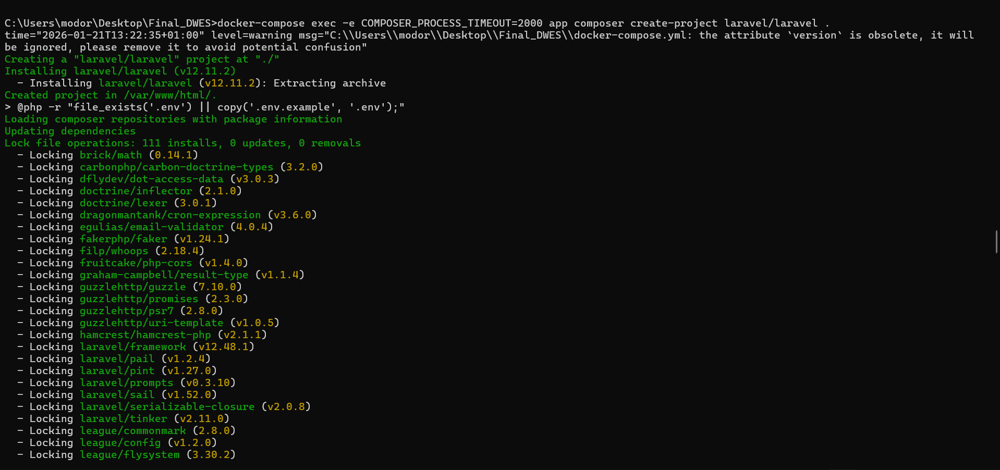 C:\Users\modor\Desktop\Final_DWES>docker-compose exec -e COMPOSER_PROCESS_TIMEOUT=2000 app composer create-project laravel/laravel .
time="2026-01-21T13:22:35+01:00" level=warning msg="C:\\Users\\modor\\Desktop\\Final_DWES\\docker-compose.yml: the attribute `version` is obsolete, it will
be ignored, please remove it to avoid potential confusion"
Creating a "laravel/laravel" project at "./"
Installing laravel/laravel (v12.11.2)
  - Installing laravel/laravel (v12.11.2): Extracting archive
Created project in /var/www/html/.
> @php -r "file_exists('.env') || copy('.env.example', '.env');"
Loading composer repositories with package information
Updating dependencies
Lock file operations: 111 installs, 0 updates, 0 removals
  - Locking brick/math (0.14.1)
  - Locking carbonphp/carbon-doctrine-types (3.2.0)
  - Locking dflydev/dot-access-data (v3.0.3)
  - Locking doctrine/inflector (2.1.0)
  - Locking doctrine/lexer (3.0.1)
  - Locking dragonmantank/cron-expression (v3.6.0)
  - Locking egulias/email-validator (4.0.4)
  - Locking fakerphp/faker (v1.24.1)
  - Locking filp/whoops (2.18.4)
  - Locking fruitcake/php-cors (v1.4.0)
  - Locking graham-campbell/result-type (v1.1.4)
  - Locking guzzlehttp/guzzle (7.10.0)
  - Locking guzzlehttp/promises (2.3.0)
  - Locking guzzlehttp/psr7 (2.8.0)
  - Locking guzzlehttp/uri-template (v1.0.5)
  - Locking hamcrest/hamcrest-php (v2.1.1)
  - Locking laravel/framework (v12.48.1)
  - Locking laravel/pail (v1.2.4)
  - Locking laravel/pint (v1.27.0)
  - Locking laravel/prompts (v0.3.10)
  - Locking laravel/sail (v1.52.0)
  - Locking laravel/serializable-closure (v2.0.8)
  - Locking laravel/tinker (v2.11.0)
  - Locking league/commonmark (2.8.0)
  - Locking league/config (v1.2.0)
  - Locking league/flysystem (3.30.2)